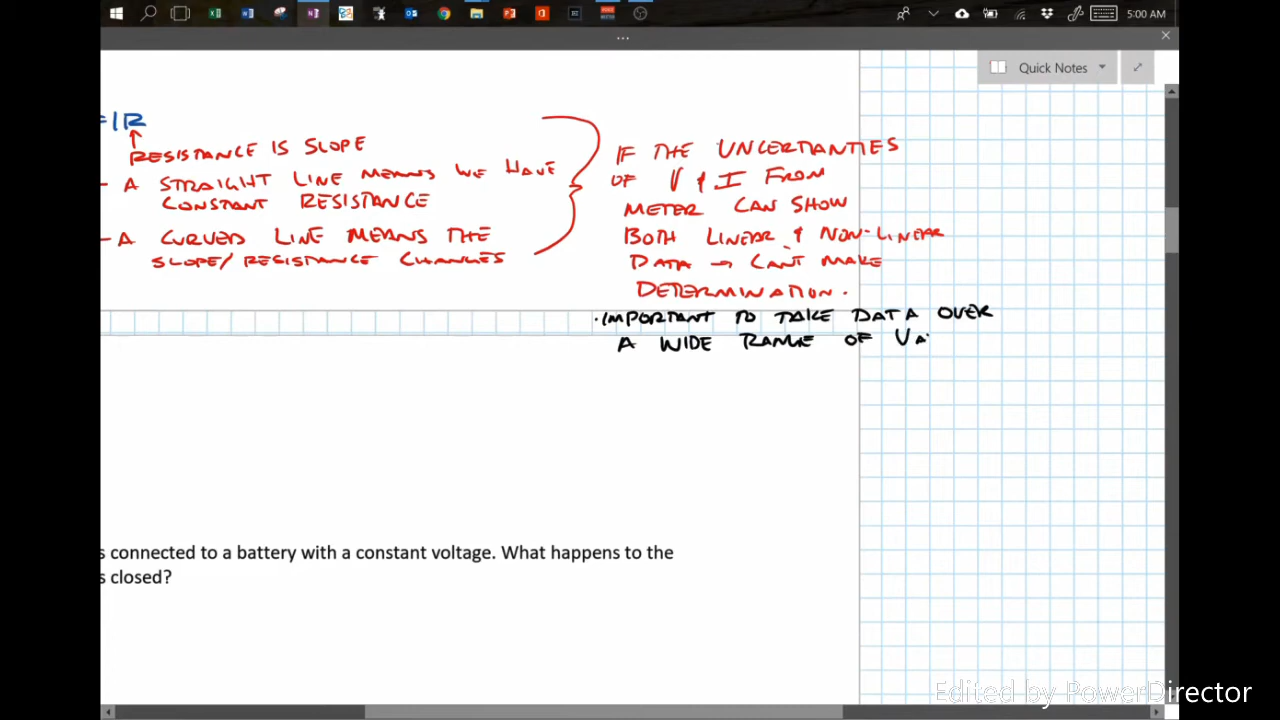 5:00 AM
Quick Notes
=IR
RESISTANCE IS SLOPE
- A STRAIGHT LINE MEANS WE HAVE
CONSTANT RESISTANCE
- A CURVED LINE MEANS THE
SLOPE/RESISTANCE CHANGES
IF THE UNCERTANTIES
OF V & I FROM
METER CAN SHOW
BOTH LINEAR & NON-LINEAR
DATA → CAN'T MAKE
DETERMINATION.
·IMPORTANT TO TAKE DATA OVER
A WIDE RANGE OF VA
s connected to a battery with a constant voltage. What happens to the
s closed?
Edited by PowerDirector